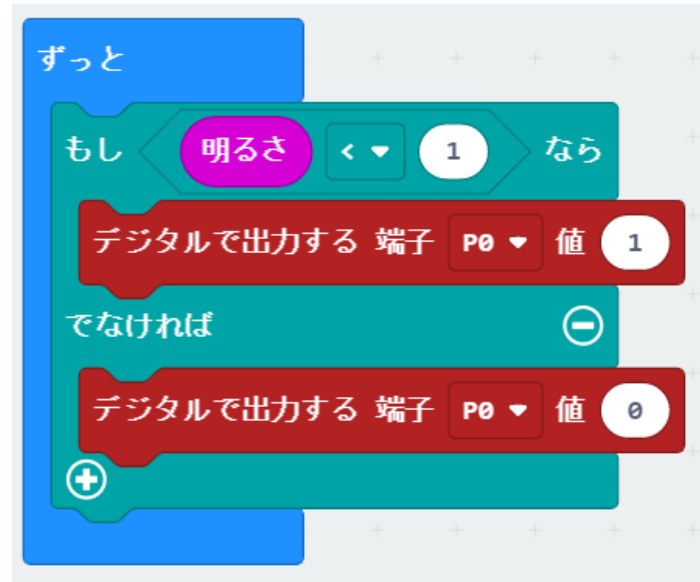 ずっと
もし 明るさ < 1 なら
デジタルで出力する 端子 P0 値 1
でなければ
デジタルで出力する 端子 P0 値 0